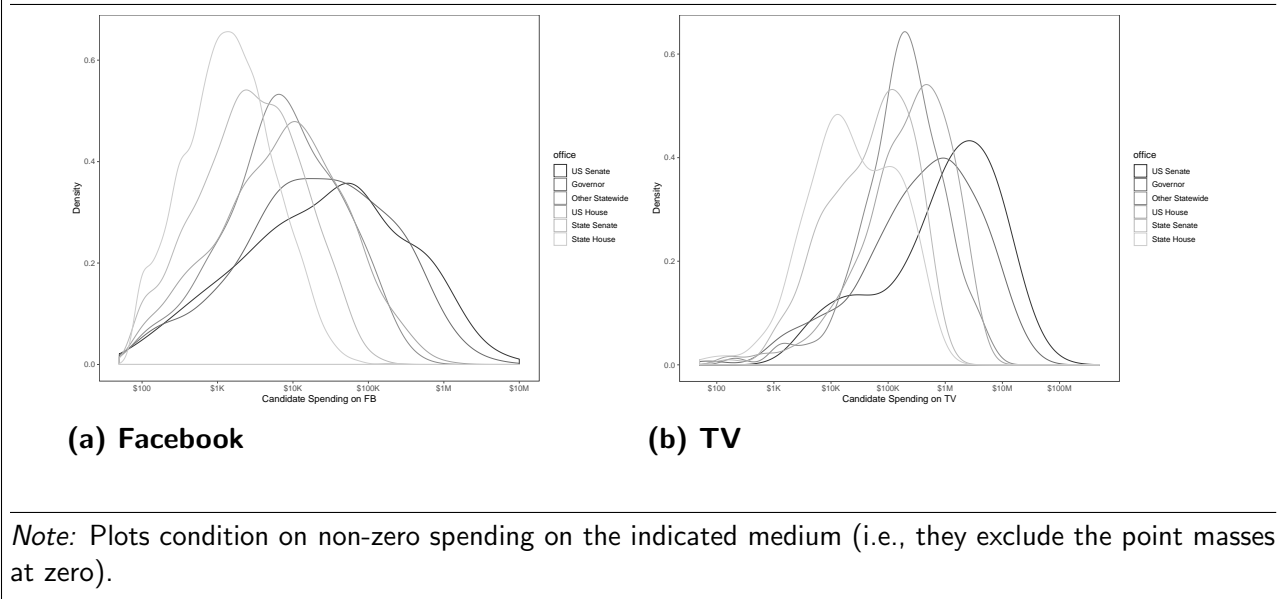 0.6
0.4
0.2
0.0
Density
$100
$1K
$10K
$100K
$1M
$10M
Candidate Spending on FB
office
US Senate
Governor
Other Statewide
US House
State Senate
State House
(a) Facebook
0.6
0.4
0.2
0.0
Density
$100
$1K
$10K
$100K
$1M
$10M
$100M
Candidate Spending on TV
office
US Senate
Governor
Other Statewide
US House
State Senate
State House
(b) TV
Note: Plots condition on non-zero spending on the indicated medium (i.e., they exclude the point masses
at zero).